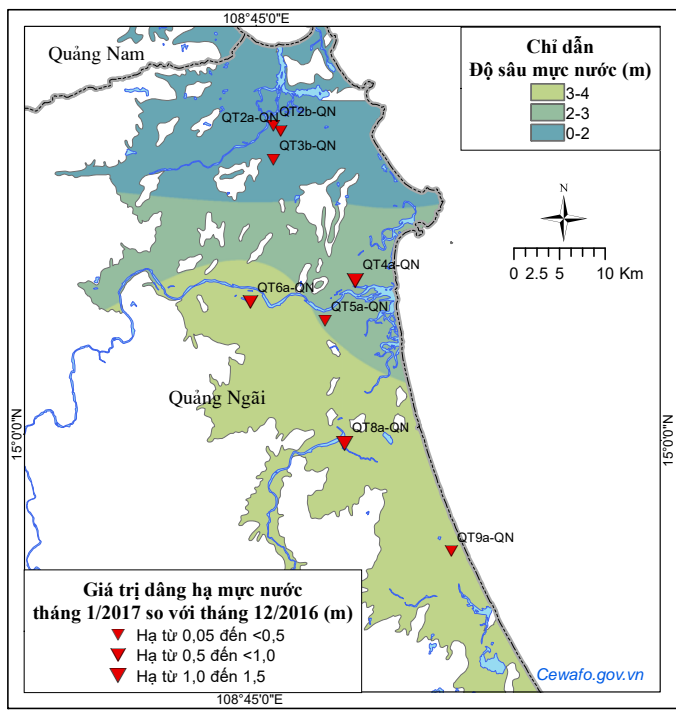 108°45'0"E
Quảng Nam
Chỉ dẫn
Độ sâu mực nước (m)
3-4
2-3
0-2
QT2a-QN
QT2b-QN
QT3b-QN
N
0 2.5 5 10 Km
QT4a-QN
QT6a-QN
QT5a-QN
Quảng Ngãi
QT8a-QN
15°0'0"N
15°0'0"N
QT9a-QN
Giá trị dâng hạ mực nước
tháng 1/2017 so với tháng 12/2016 (m)
Hạ từ 0,05 đến <0,5
Hạ từ 0,5 đến <1,0
Hạ từ 1,0 đến 1,5
Cewafo.gov.vn
108°45'0"E